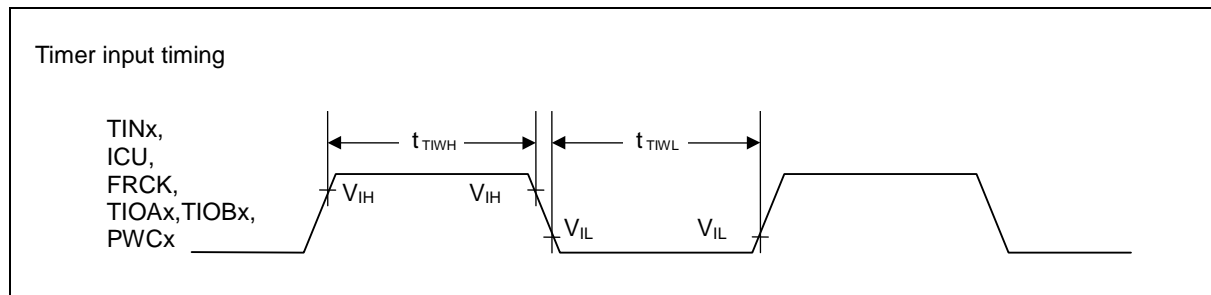 Timer input timing
TINx,
ICU,
FRCK,
TIOAx,TIOBx,
PWCx
t TIWH
t TIWL
VIH
VIH
VIL
VIL